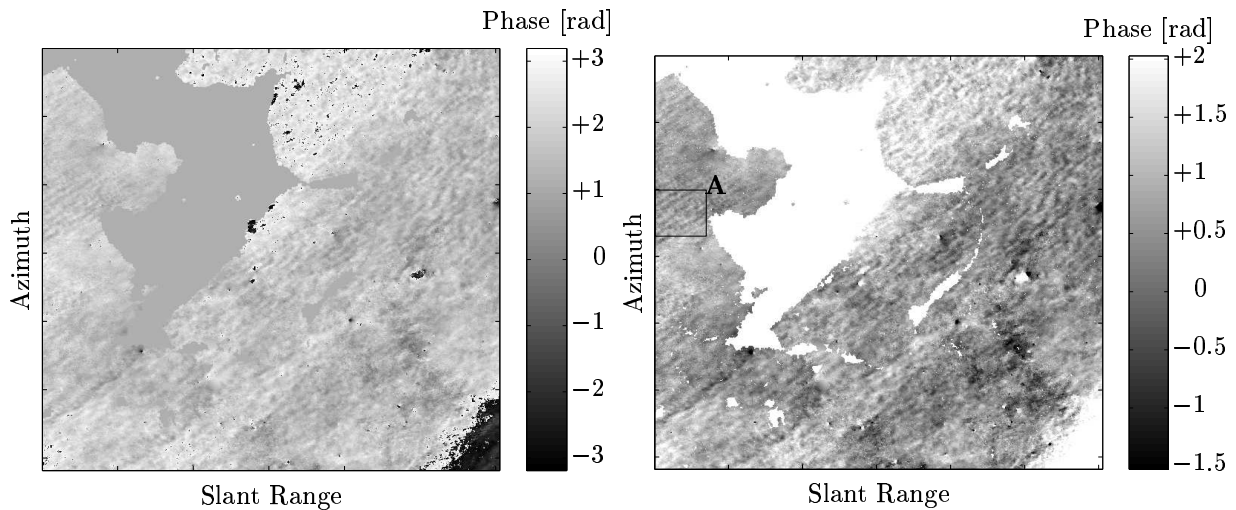 Phase [rad]
+3
+2
+1
0
−1
−2
−3
Azimuth
Slant Range
Phase [rad]
+2
+1.5
+1
+0.5
0
−0.5
−1
−1.5
A
Azimuth
Slant Range